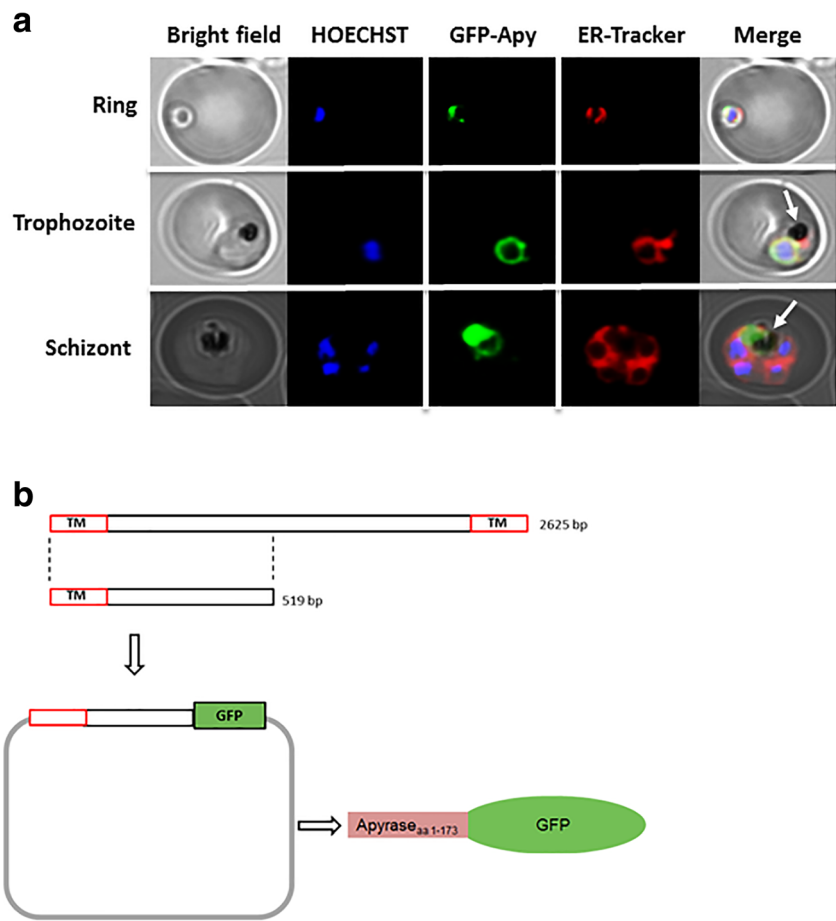 a
Bright field HOECHST GFP-Apy ER-Tracker Merge
Ring
Trophozoite
Schizont
b
TM TM 2625 bp
TM 519 bp
GFP
Apyrase aa 1-173 GFP